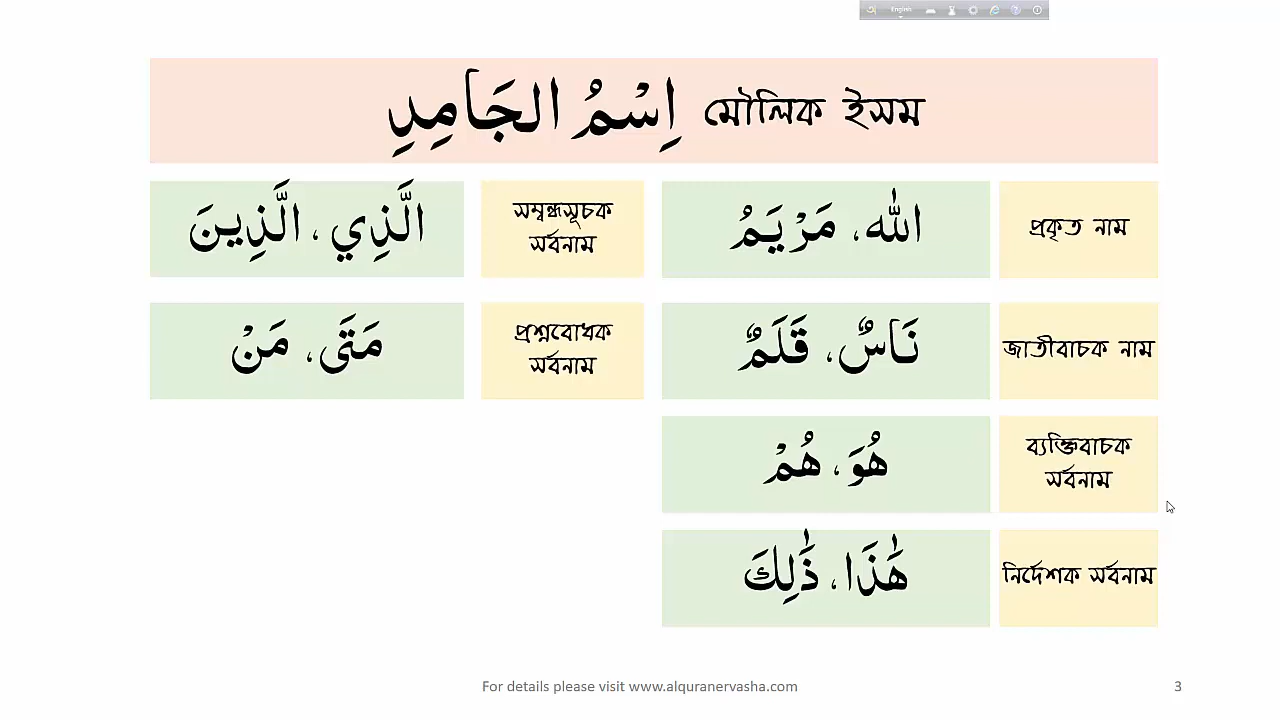 English
اِسْمُ الجَامِدِ মৌলিক ইসম
প্রকৃত নাম
الله، مَرْيَمُ
সম্বন্ধসূচক
সর্বনাম
الَّذِي، الَّذِينَ
জাতীবাচক নাম
نَاسٌ، قَلَمٌ
প্রশ্নবোধক
সর্বনাম
مَتَى، مَنْ
ব্যক্তিবাচক
সর্বনাম
هُوَ، هُمْ
নির্দেশক সর্বনাম
هَٰذَا، ذَٰلِكَ
For details please visit www.alquranervasha.com
3